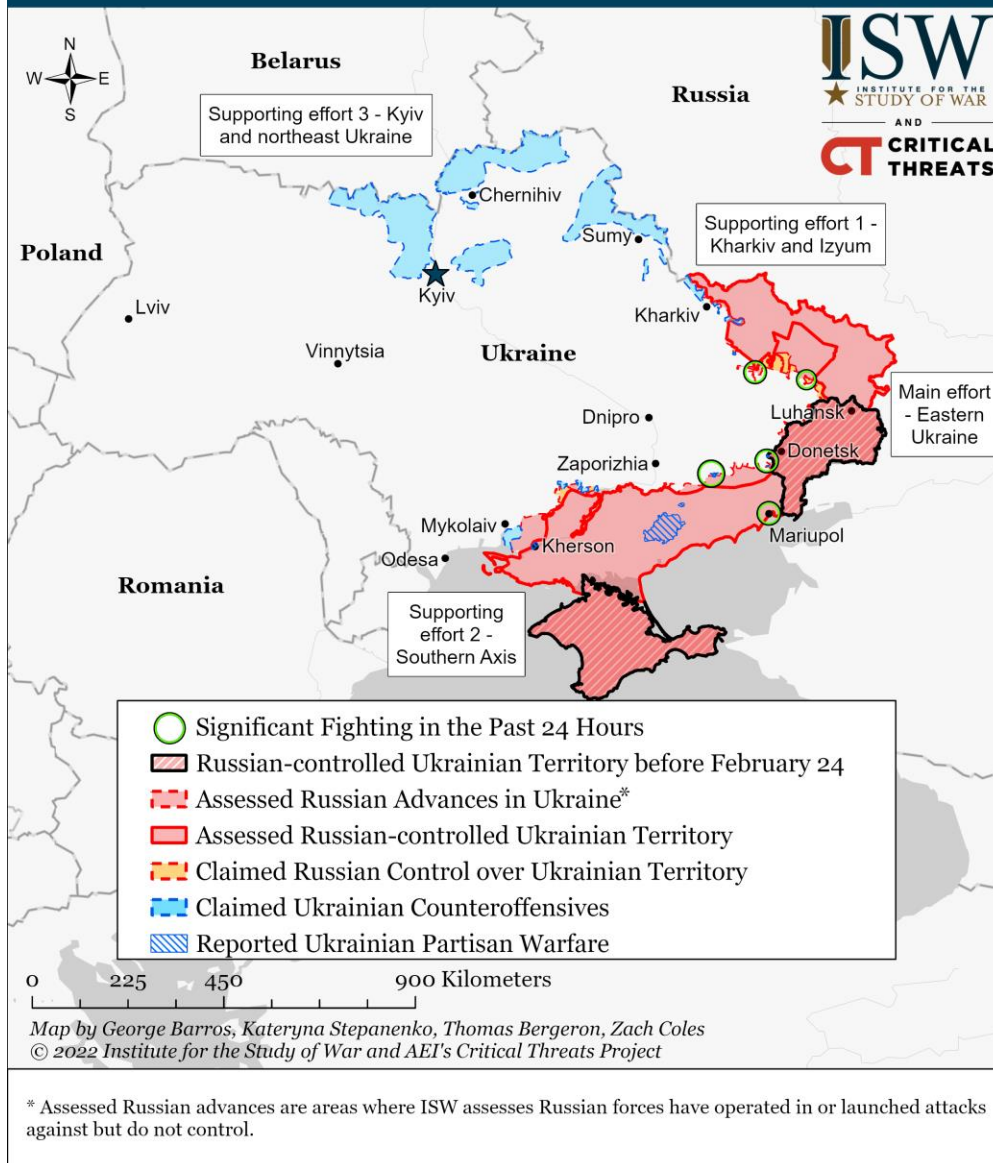 N
W E
S
Belarus
Russia
ISW
INSTITUTE FOR THE
STUDY OF WAR
AND
CT CRITICAL
THREATS
Supporting effort 3 - Kyiv
and northeast Ukraine
Chernihiv
Supporting effort 1 -
Kharkiv and Izyum
Sumy
Poland
Kyiv
Lviv
Kharkiv
Vinnytsia
Ukraine
Main effort
- Eastern
Ukraine
Luhansk
Dnipro
Donetsk
Zaporizhia
Mykolaiv
Mariupol
Kherson
Odesa
Romania
Supporting
effort 2 -
Southern Axis
Significant Fighting in the Past 24 Hours
Russian-controlled Ukrainian Territory before February 24
Assessed Russian Advances in Ukraine*
Assessed Russian-controlled Ukrainian Territory
Claimed Russian Control over Ukrainian Territory
Claimed Ukrainian Counteroffensives
Reported Ukrainian Partisan Warfare
0 225 450 900 Kilometers
Map by George Barros, Kateryna Stepanenko, Thomas Bergeron, Zach Coles
© 2022 Institute for the Study of War and AEI's Critical Threats Project
* Assessed Russian advances are areas where ISW assesses Russian forces have operated in or launched attacks
against but do not control.